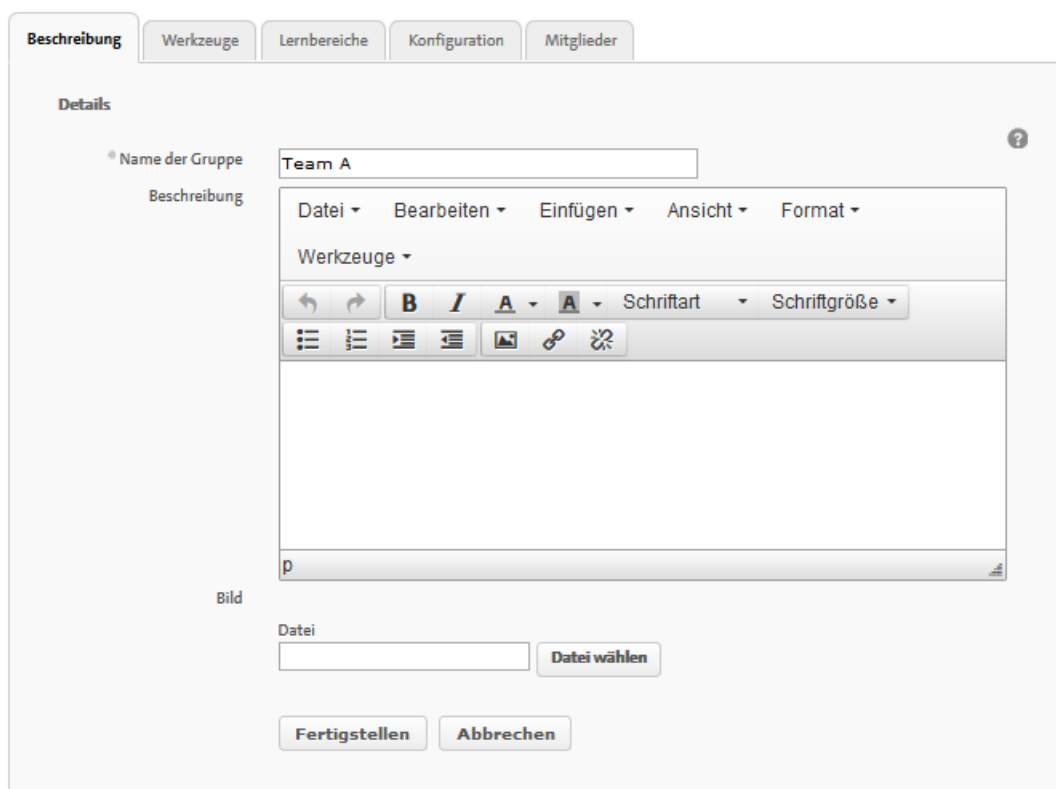 Beschreibung Werkzeuge Lernbereiche Konfiguration Mitglieder
Details
Name der Gruppe Team A
Beschreibung
Datei Bearbeiten Einfügen Ansicht Format
Werkzeuge
B I A A Schriftart Schriftgröße
p
Bild
Datei
Datei wählen
Fertigstellen Abbrechen